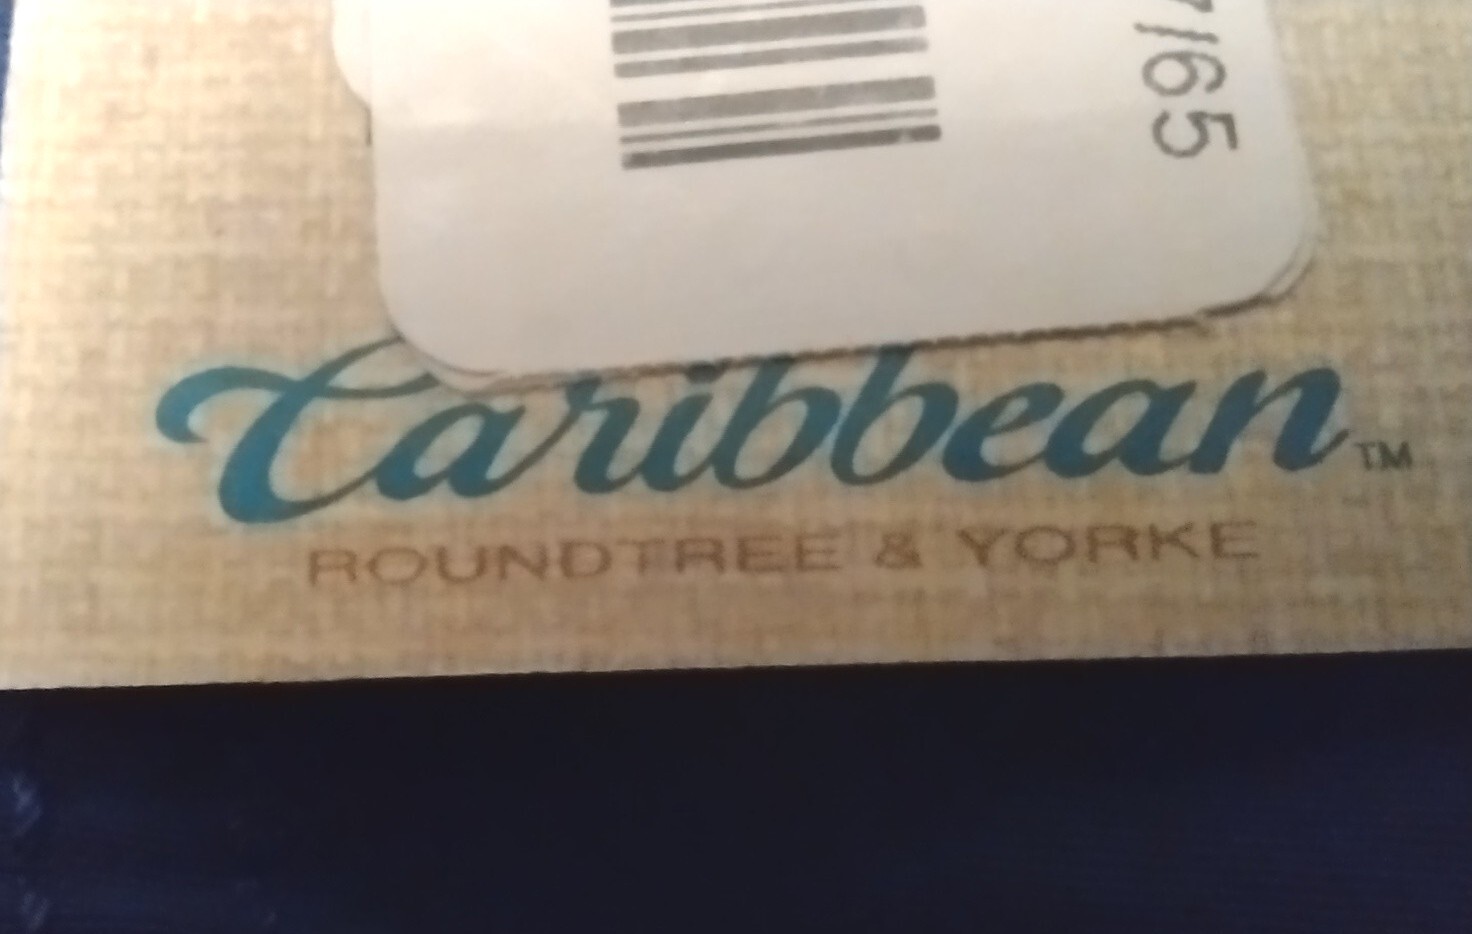 7/65
Caribbean™
ROUNDTREE & YORKE